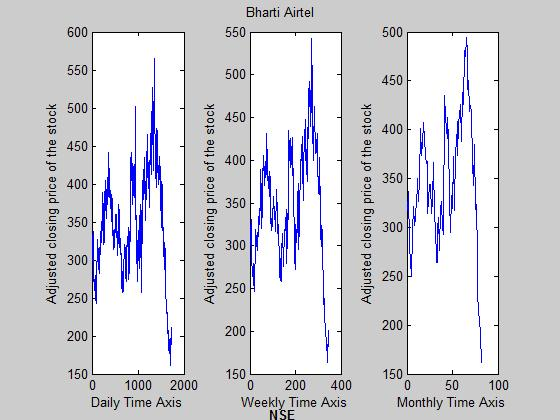 Bharti Airtel
Adjusted closing price of the stock
600
550
500
450
400
350
300
250
200
150
0 1000 2000
Daily Time Axis
Adjusted closing price of the stock
550
500
450
400
350
300
250
200
150
0 200 400
Weekly Time Axis
Adjusted closing price of the stock
500
450
400
350
300
250
200
150
0 50 100
Monthly Time Axis
NSE